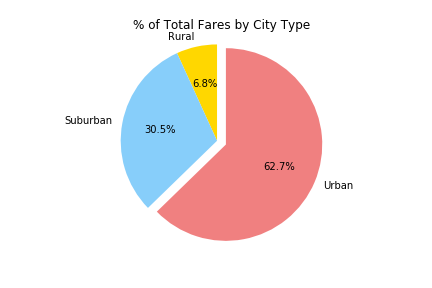 % of Total Fares by City Type
Rural
6.8%
Suburban
30.5%
62.7%
Urban